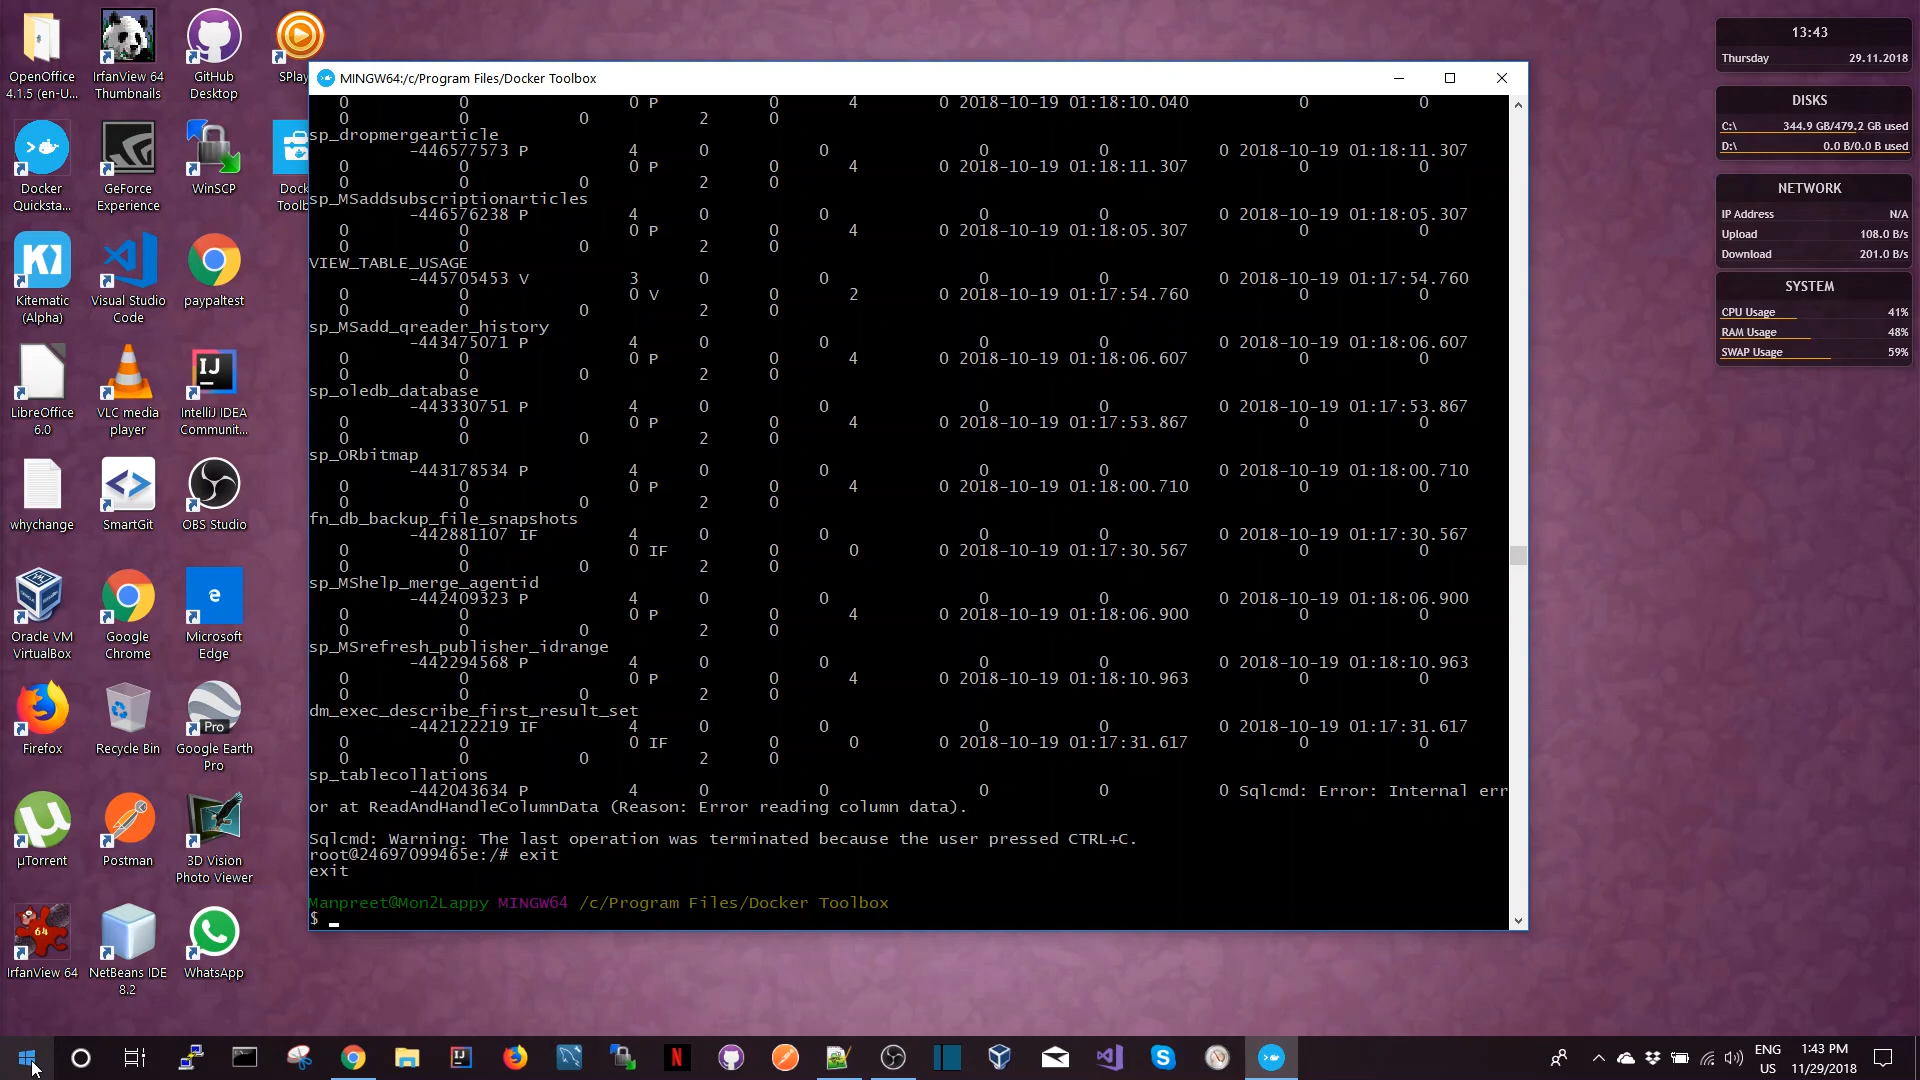 OpenOffice
4.1.5 (en-U...
IrfanView 64
Thumbnails
GitHub
Desktop
SPlay
Docker
Quicksta...
GeForce
Experience
WinSCP
Dock
Toolb
Kitematic
(Alpha)
Visual Studio
Code
paypaltest
LibreOffice
6.0
VLC media
player
IntelliJ IDEA
Communit...
whychange
SmartGit
OBS Studio
Oracle VM
VirtualBox
Google
Chrome
Microsoft
Edge
Firefox
Recycle Bin
Pro
Google Earth
Pro
µTorrent
Postman
3D Vision
Photo Viewer
64
IrfanView 64
NetBeans IDE
8.2
WhatsApp
MINGW64:/c/Program Files/Docker Toolbox
0 0 0 P 0 4 0 2018-10-19 01:18:10.040 0 0
0 0 0 2 0
sp_dropmergearticle
-446577573 P 4 0 0 0 0 0 2018-10-19 01:18:11.307
0 0 0 P 0 4 0 2018-10-19 01:18:11.307 0 0
0 0 0 2 0
sp_MSaddsubscriptionarticles
-446576238 P 4 0 0 0 0 0 2018-10-19 01:18:05.307
0 0 0 P 0 4 0 2018-10-19 01:18:05.307 0 0
0 0 0 2 0
VIEW_TABLE_USAGE
-445705453 V 3 0 0 0 0 0 2018-10-19 01:17:54.760
0 0 0 V 0 2 0 2018-10-19 01:17:54.760 0 0
0 0 0 2 0
sp_MSadd_qreader_history
-443475071 P 4 0 0 0 0 0 2018-10-19 01:18:06.607
0 0 0 P 0 4 0 2018-10-19 01:18:06.607 0 0
0 0 0 2 0
sp_oledb_database
-443330751 P 4 0 0 0 0 0 2018-10-19 01:17:53.867
0 0 0 P 0 4 0 2018-10-19 01:17:53.867 0 0
0 0 0 2 0
sp_ORbitmap
-443178534 P 4 0 0 0 0 0 2018-10-19 01:18:00.710
0 0 0 P 0 4 0 2018-10-19 01:18:00.710 0 0
0 0 0 2 0
fn_db_backup_file_snapshots
-442881107 IF 4 0 0 0 0 0 2018-10-19 01:17:30.567
0 0 0 IF 0 0 0 2018-10-19 01:17:30.567 0 0
0 0 0 2 0
sp_MShelp_merge_agentid
-442409323 P 4 0 0 0 0 0 2018-10-19 01:18:06.900
0 0 0 P 0 4 0 2018-10-19 01:18:06.900 0 0
0 0 0 2 0
sp_MSrefresh_publisher_idrange
-442294568 P 4 0 0 0 0 0 2018-10-19 01:18:10.963
0 0 0 P 0 4 0 2018-10-19 01:18:10.963 0 0
0 0 0 2 0
dm_exec_describe_first_result_set
-442122219 IF 4 0 0 0 0 0 2018-10-19 01:17:31.617
0 0 0 IF 0 0 0 2018-10-19 01:17:31.617 0 0
0 0 0 2 0
sp_tablecollations
-442043634 P 4 0 0 0 0 0 Sqlcmd: Error: Internal err
or at ReadAndHandleColumnData (Reason: Error reading column data).
Sqlcmd: Warning: The last operation was terminated because the user pressed CTRL+C.
root@24697099465e:/# exit
exit
Manpreet@Mon2Lappy MINGW64 /c/Program Files/Docker Toolbox
$
13:43
Thursday 29.11.2018
DISKS
C:\ 344.9 GB/479.2 GB used
D:\ 0.0 B/0.0 B used
NETWORK
IP Address N/A
Upload 108.0 B/s
Download 201.0 B/s
SYSTEM
CPU Usage 41%
RAM Usage 48%
SWAP Usage 59%
ENG
US
1:43 PM
11/29/2018